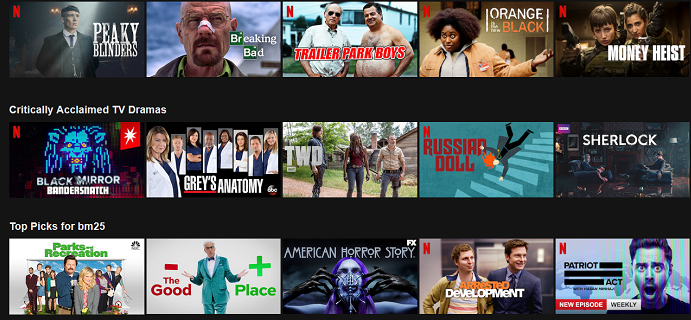 N
PEAKY
BLINDERS
Breaking
Bad
N
TRAILER PARK BOYS
N
ORANGE
is the new
BLACK
N
MONEY HEIST
Critically Acclaimed TV Dramas
N
BLACK MIRROR
BANDERSNATCH
GREY'S ANATOMY
abc
TWD
N
RUSSIAN
DOLL
BBC
SHERLOCK
Top Picks for bm25
Parks and
Recreation
NBC
The
Good
Place
AMERICAN HORROR STORY
FX
N
ARRESTED
DEVELOPMENT
N
PATRIOT
ACT
WITH HASAN MINHAJ
NEW EPISODE WEEKLY